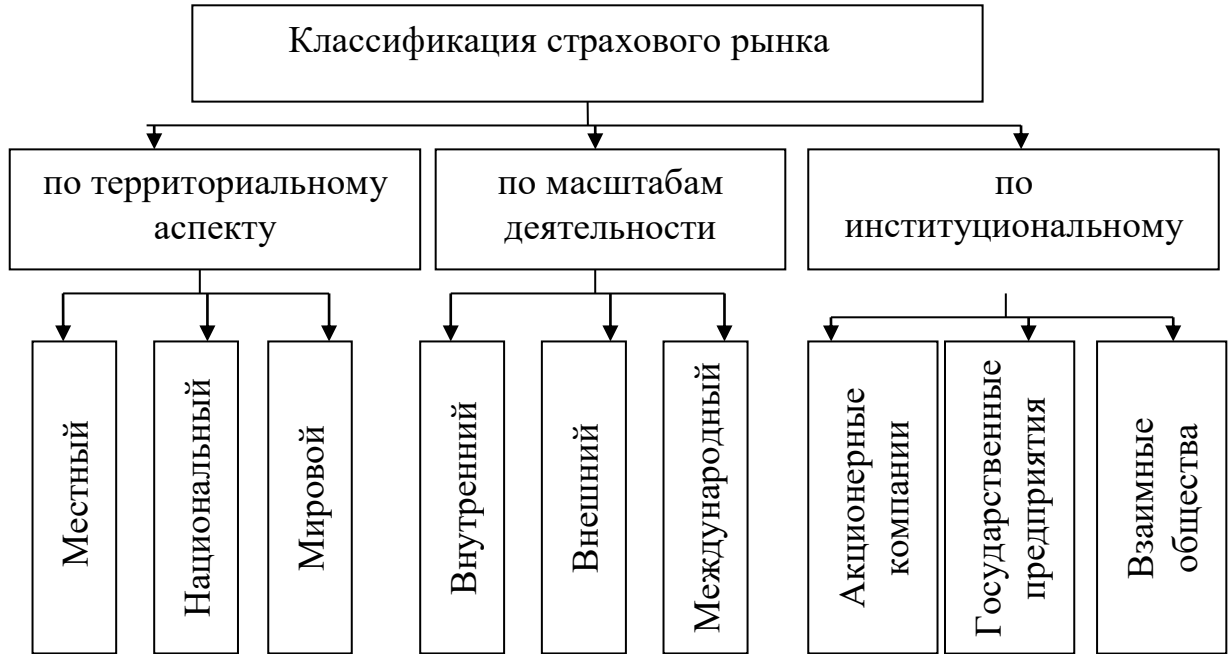 Классификация страхового рынка
по территориальному
аспекту
по масштабам
деятельности
по
институциональному
Местный
Национальный
Мировой
Внутренний
Внешний
Международный
Акционерные
компании
Государственные
предприятия
Взаимные
общества